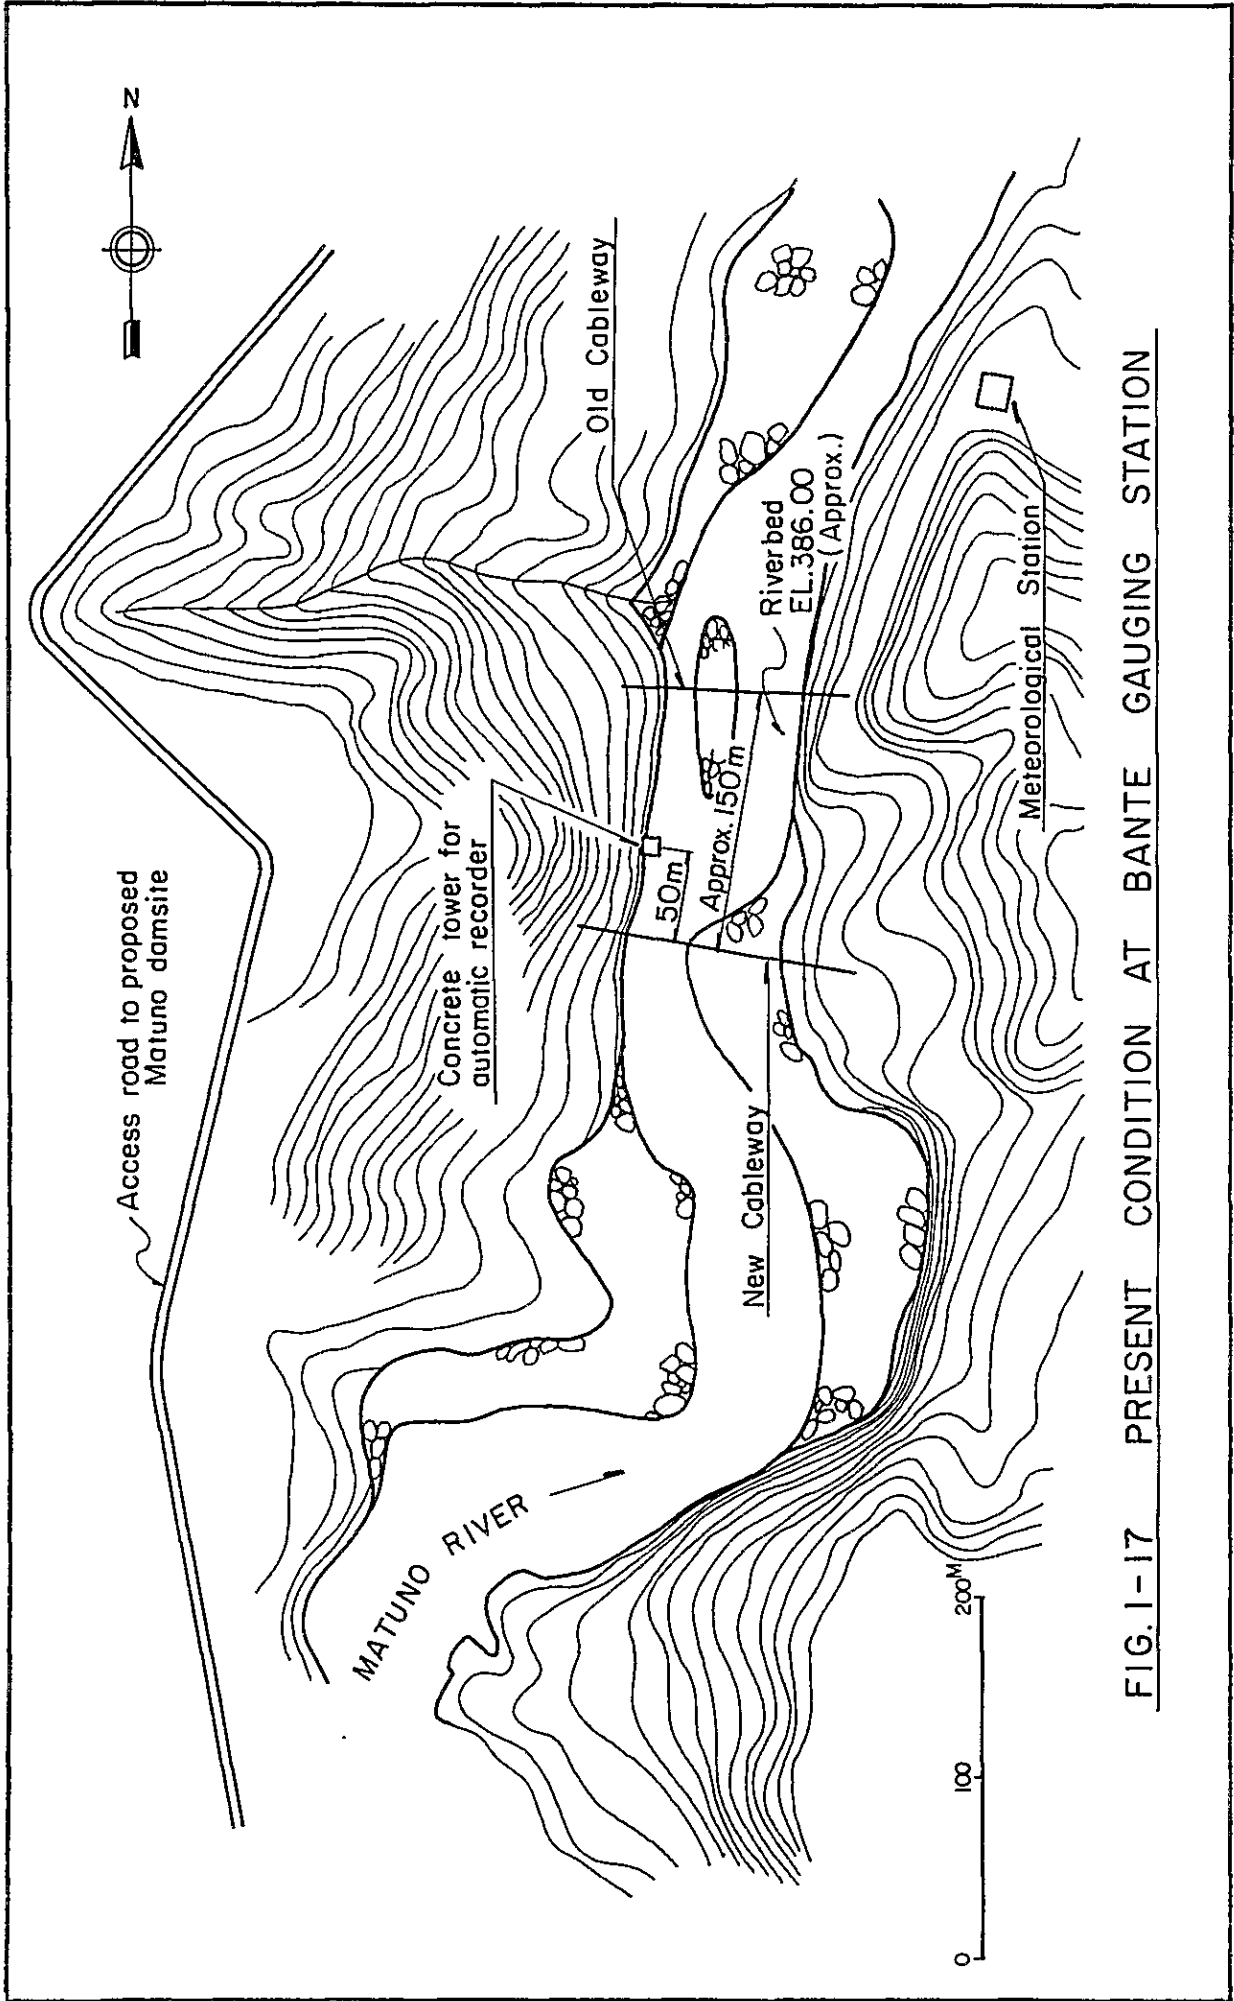 N
Access road to proposed
Matuno damsite
Concrete tower for
automatic recorder
Old Cableway
50m
Approx. 150m
Riverbed
EL.386.00
(Approx.)
New Cableway
Meteorological Station
MATUNO RIVER
0 100 200M
FIG. I-17 PRESENT CONDITION AT BANTE GAUGING STATION